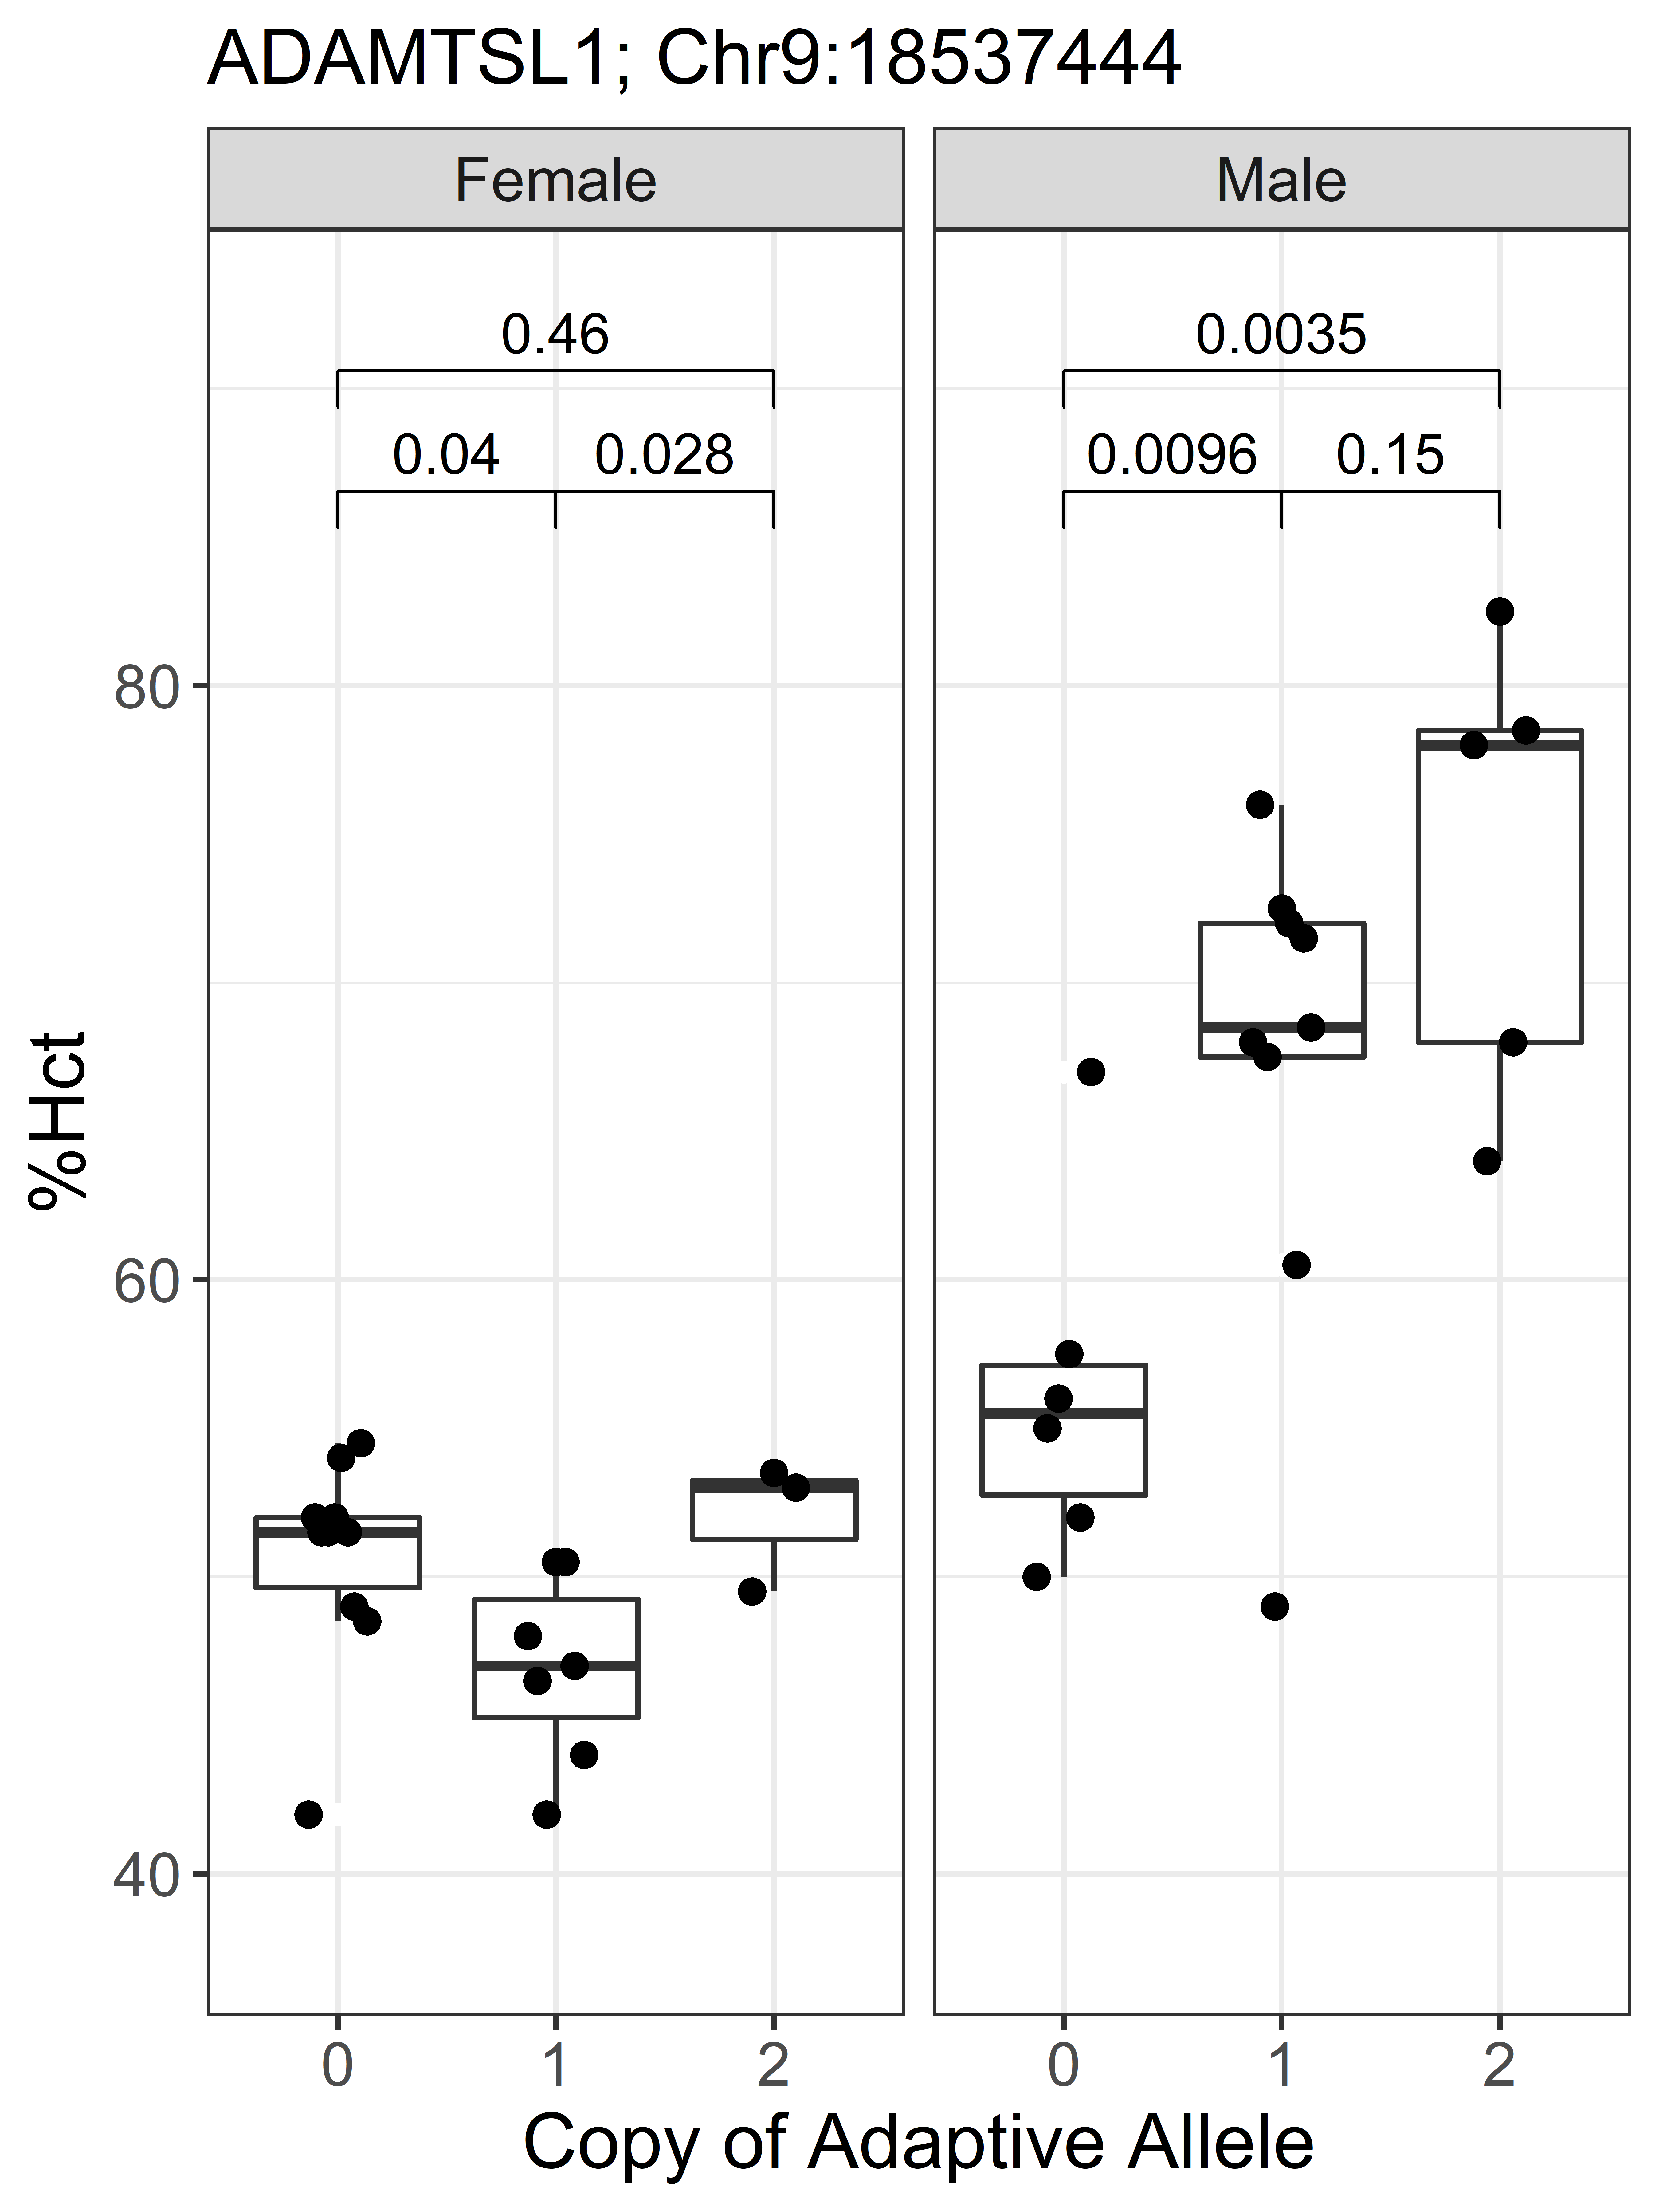 ADAMTSL1; Chr9:18537444
Female Male
0.46 0.0035
0.04 0.028 0.0096 0.15
80
60
40
%Hct
0 1 2 0 1 2
Copy of Adaptive Allele